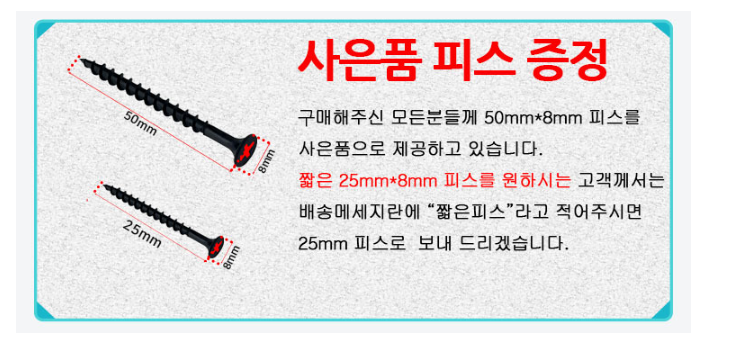 사은품 피스 증정
구매해주신 모든분들께 50mm*8mm 피스를
사은품으로 제공하고 있습니다.
짧은 25mm*8mm 피스를 원하시는 고객께서는
배송메세지란에 “짧은피스”라고 적어주시면
25mm 피스로 보내 드리겠습니다.
50mm
8mm
25mm
8mm